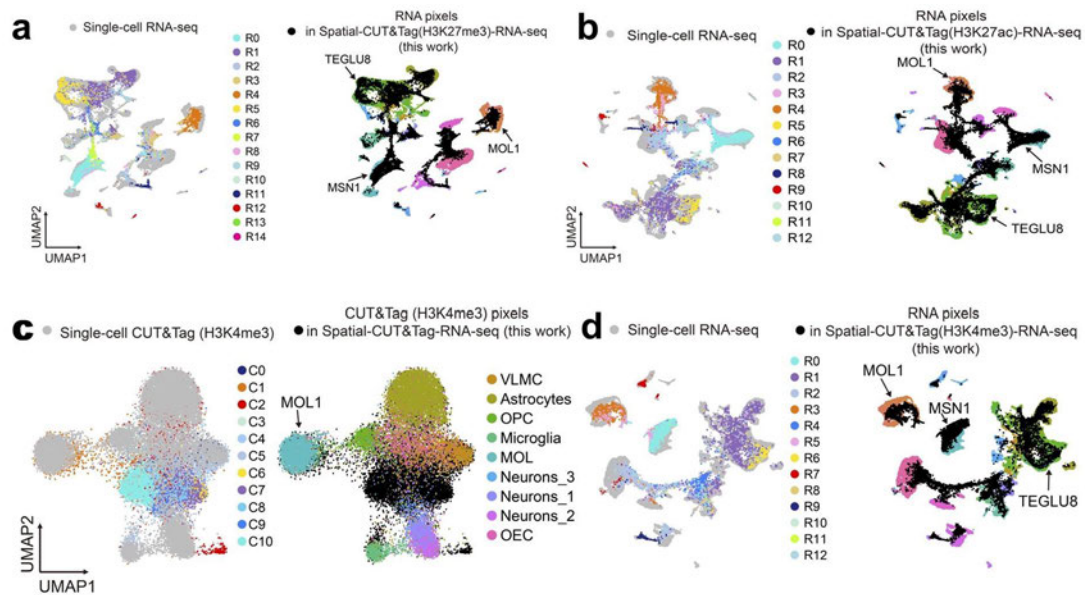 a
Single-cell RNA-seq
R0
R1
R2
R3
R4
R5
R6
R7
R8
R9
R10
R11
R12
R13
R14
RNA pixels
in Spatial-CUT&Tag(H3K27me3)-RNA-seq
(this work)
TEGLU8
MOL1
MSN1
UMAP2
UMAP1
b
Single-cell RNA-seq
R0
R1
R2
R3
R4
R5
R6
R7
R8
R9
R10
R11
R12
RNA pixels
in Spatial-CUT&Tag(H3K27ac)-RNA-seq
(this work)
MOL1
MSN1
TEGLU8
UMAP2
UMAP1
c
Single-cell CUT&Tag (H3K4me3)
C0
C1
C2
C3
C4
C5
C6
C7
C8
C9
C10
CUT&Tag (H3K4me3) pixels
in Spatial-CUT&Tag-RNA-seq (this work)
MOL1
VLMC
Astrocytes
OPC
Microglia
MOL
Neurons_3
Neurons_1
Neurons_2
OEC
UMAP2
UMAP1
d
Single-cell RNA-seq
R0
R1
R2
R3
R4
R5
R6
R7
R8
R9
R10
R11
R12
RNA pixels
in Spatial-CUT&Tag(H3K4me3)-RNA-seq
(this work)
MOL1
MSN1
TEGLU8
UMAP2
UMAP1